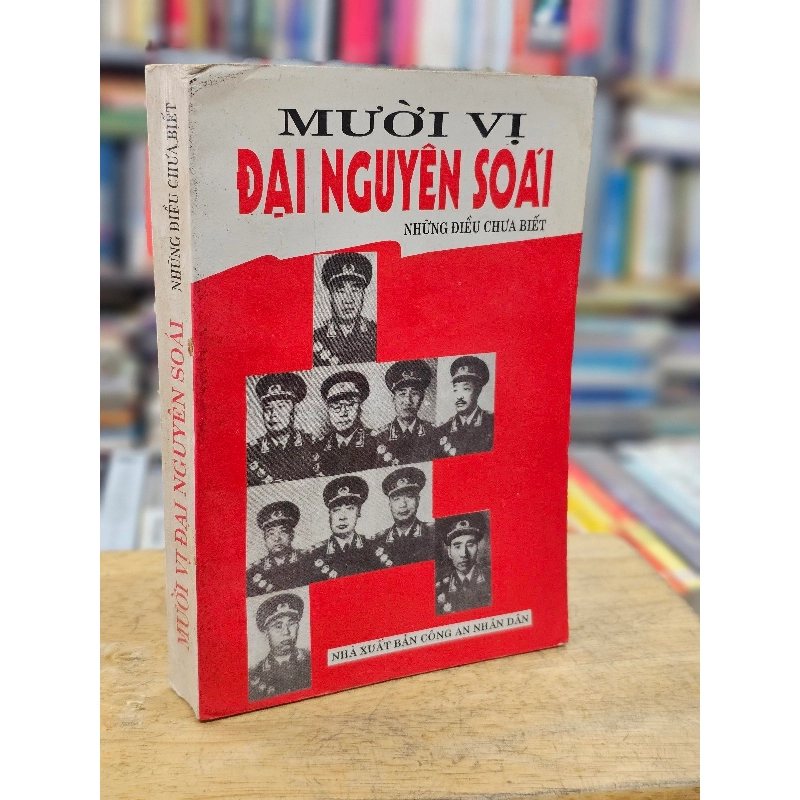 MƯỜI VỊ
ĐẠI NGUYÊN SOÁI
NHỮNG ĐIỀU CHƯA BIẾT
NHÀ XUẤT BẢN CÔNG AN NHÂN DÂN
MƯỜI VỊ ĐẠI NGUYÊN SOÁI NHỮNG ĐIỀU CHƯA BIẾT